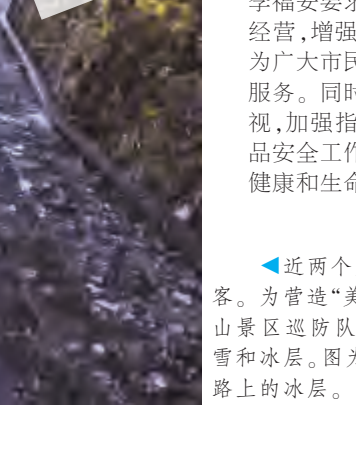 李福安要求
经营,增强
为广大市民
服务。同时
视,加强指
品安全工作
健康和生命
◀近两个
客。为营造“美
山景区巡防队
雪和冰层。图为
路上的冰层。